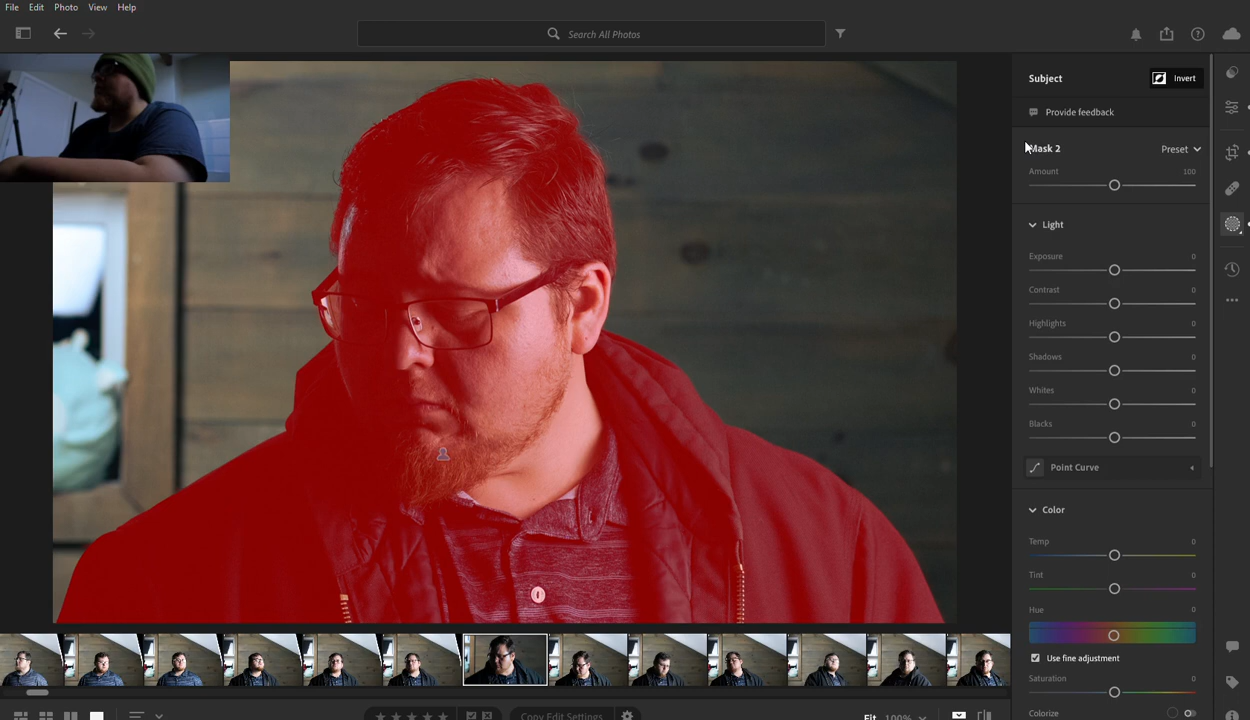 File Edit Photo View Help
Search All Photos
Subject
Invert
Provide feedback
Mask 2
Preset
Amount 100
Light
Exposure 0
Contrast 0
Highlights 0
Shadows 0
Whites 0
Blacks 0
Point Curve
Color
Temp 0
Tint 0
Hue 0
Use fine adjustment
Saturation 0
Colorize
Copy Edit Settings
Fit 100%